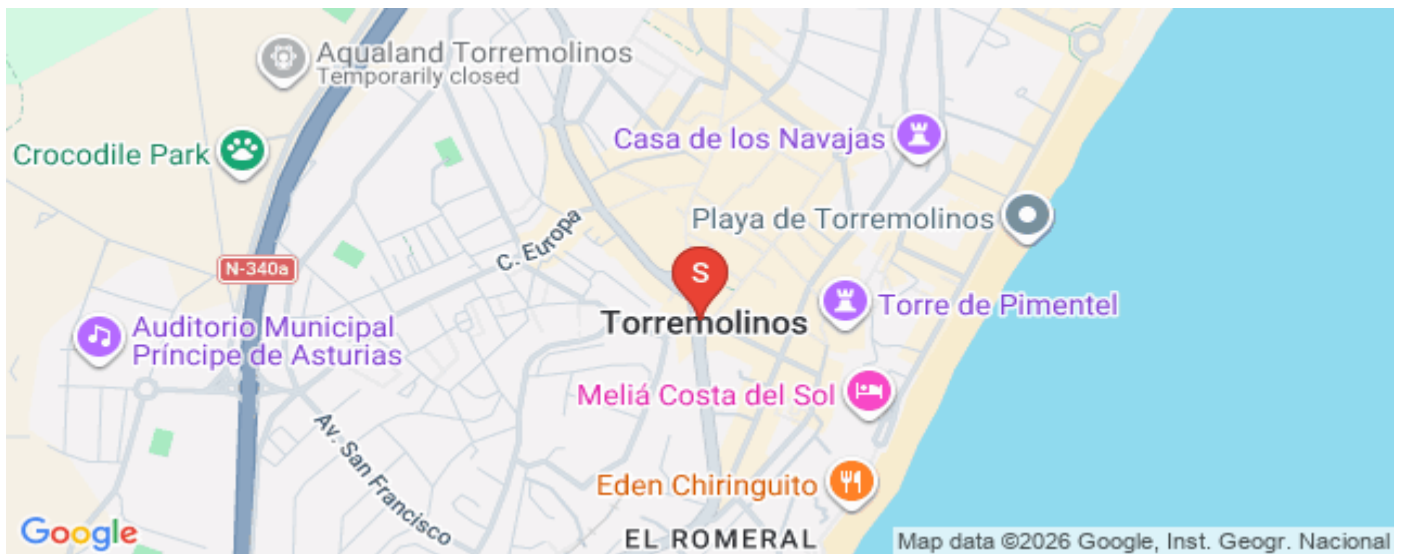 Aqualand Torremolinos
Temporarily closed
Casa de los Navajas
Crocodile Park
Playa de Torremolinos
C. Europa
N-340a
S
Torre de Pimentel
Torremolinos
Auditorio Municipal
Príncipe de Asturias
Meliá Costa del Sol
Av. San Francisco
Eden Chiringuito
Google
EL ROMERAL
Map data ©2026 Google, Inst. Geogr. Nacional